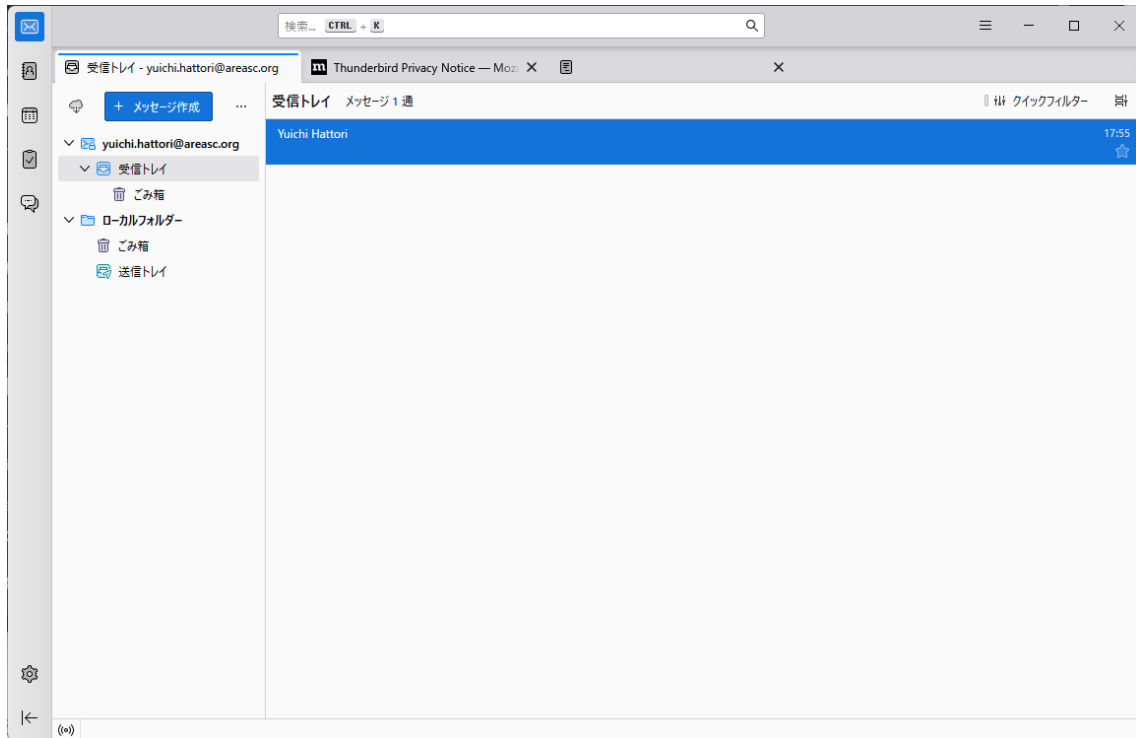 検索... CTRL + K
受信トレイ - yuichi.hattori@areasc.org
Thunderbird Privacy Notice — Mozi
+ メッセージ作成 ...
受信トレイ メッセージ 1 通
クイックフィルター
yuichi.hattori@areasc.org
受信トレイ
ごみ箱
ローカルフォルダー
ごみ箱
送信トレイ
Yuichi Hattori 17:55